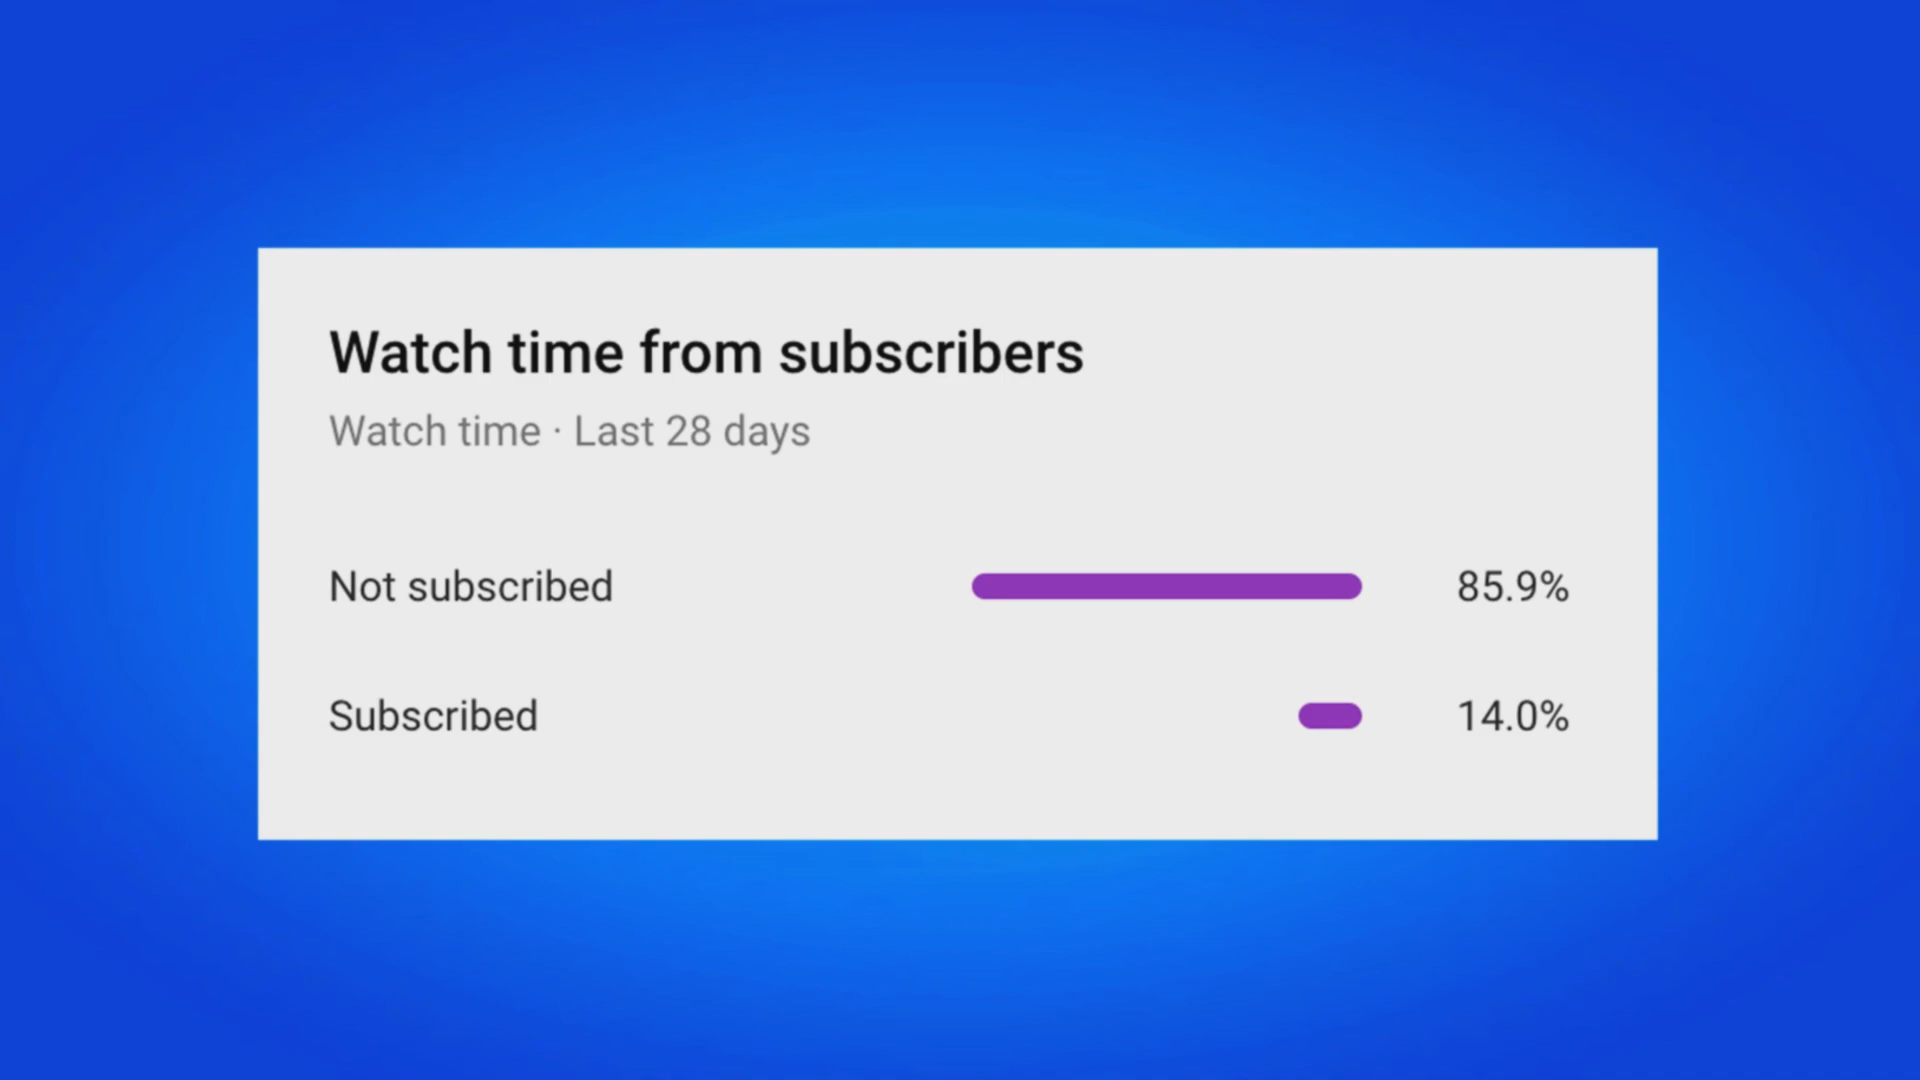 Watch time from subscribers
Watch time · Last 28 days
Not subscribed 85.9%
Subscribed 14.0%